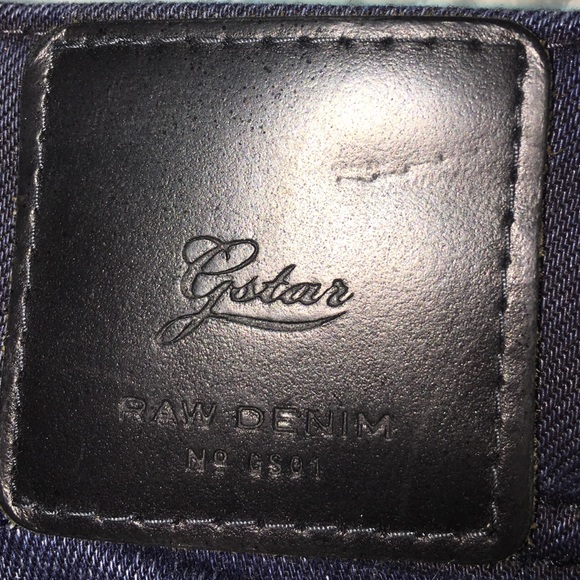 Gstar
RAW DENIM
No GS01